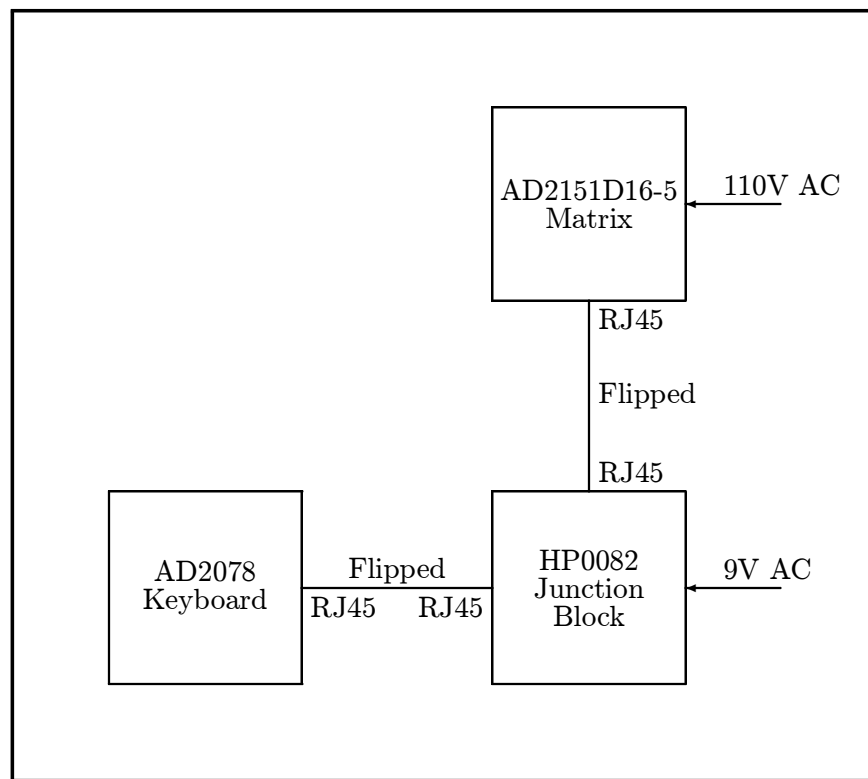 AD2151D16-5
Matrix
110V AC
RJ45
Flipped
RJ45
AD2078
Keyboard
Flipped
RJ45
RJ45
HP0082
Junction
Block
9V AC